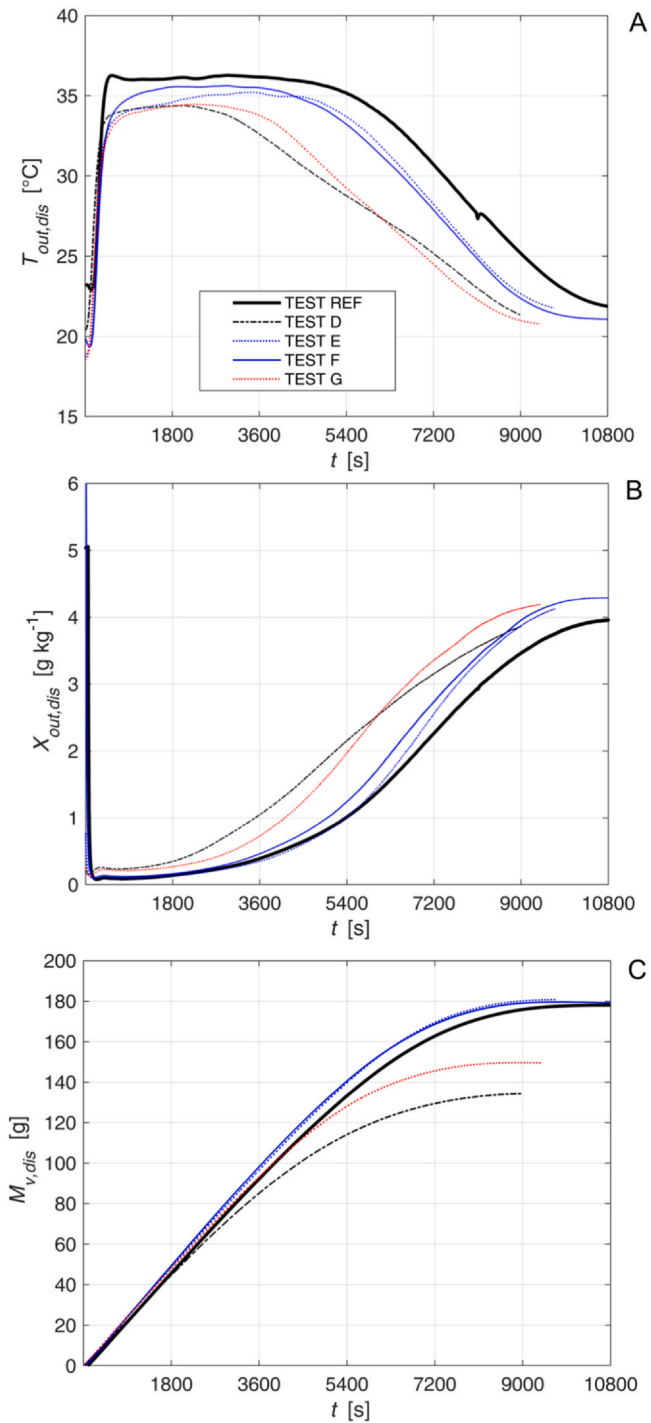 A
40
35
30
25
20
15
T_out,dis [°C]
TEST REF
TEST D
TEST E
TEST F
TEST G
1800 3600 5400 7200 9000 10800
t [s]
B
6
5
4
3
2
1
0
X_out,dis [g kg⁻¹]
1800 3600 5400 7200 9000 10800
t [s]
C
200
180
160
140
120
100
80
60
40
20
0
M_v,dis [g]
1800 3600 5400 7200 9000 10800
t [s]